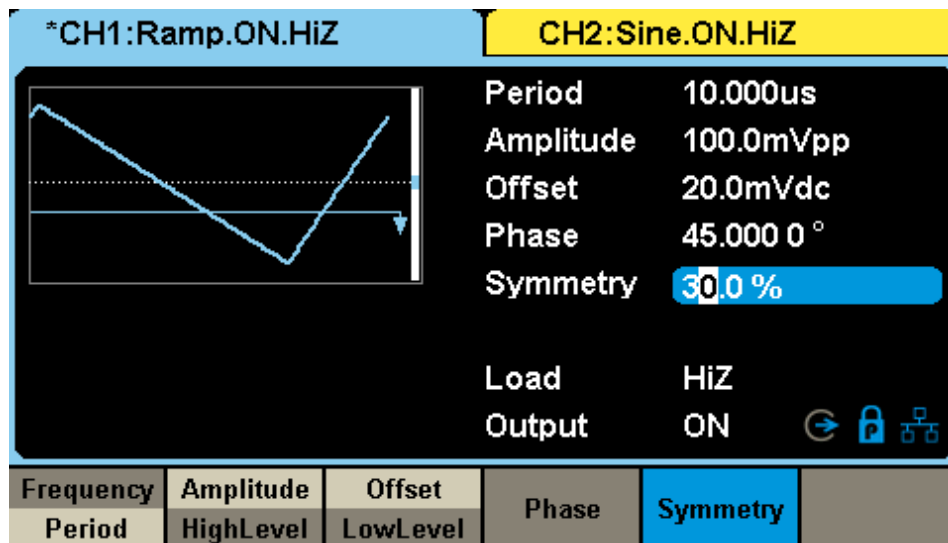 *CH1:Ramp.ON.HiZ
CH2:Sine.ON.HiZ
Period 10.000us
Amplitude 100.0mVpp
Offset 20.0mVdc
Phase 45.000 0 °
Symmetry 30.0 %
Load HiZ
Output ON
P
Frequency Amplitude Offset Phase Symmetry
Period HighLevel LowLevel